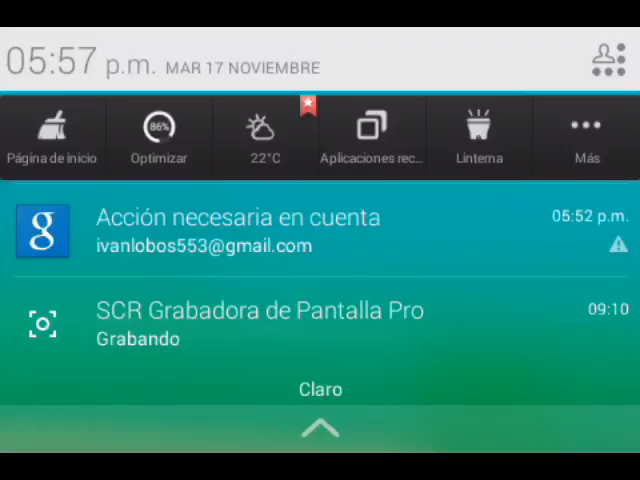 05:57 p.m. MAR 17 NOVIEMBRE
Página de inicio
86%
Optimizar
22°C
Aplicaciones rec...
Linterna
Más
g
Acción necesaria en cuenta
05:52 p.m.
ivanlobos553@gmail.com
SCR Grabadora de Pantalla Pro
09:10
Grabando
Claro